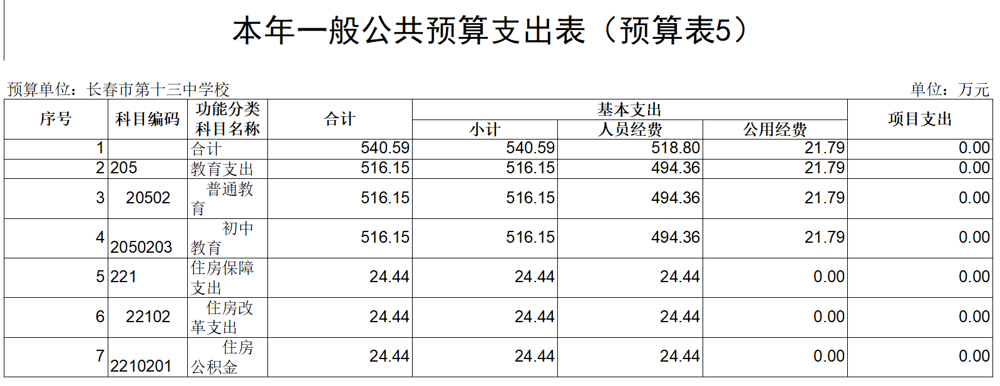 本年一般公共预算支出表（预算表5）
预算单位：长春市第十三中学校 单位：万元
序号 科目编码 功能分类科目名称 合计 基本支出 项目支出
小计 人员经费 公用经费
1 合计 540.59 540.59 518.80 21.79 0.00
2 205 教育支出 516.15 516.15 494.36 21.79 0.00
3 20502 普通教育 516.15 516.15 494.36 21.79 0.00
4 2050203 初中教育 516.15 516.15 494.36 21.79 0.00
5 221 住房保障支出 24.44 24.44 24.44 0.00 0.00
6 22102 住房改革支出 24.44 24.44 24.44 0.00 0.00
7 2210201 住房公积金 24.44 24.44 24.44 0.00 0.00